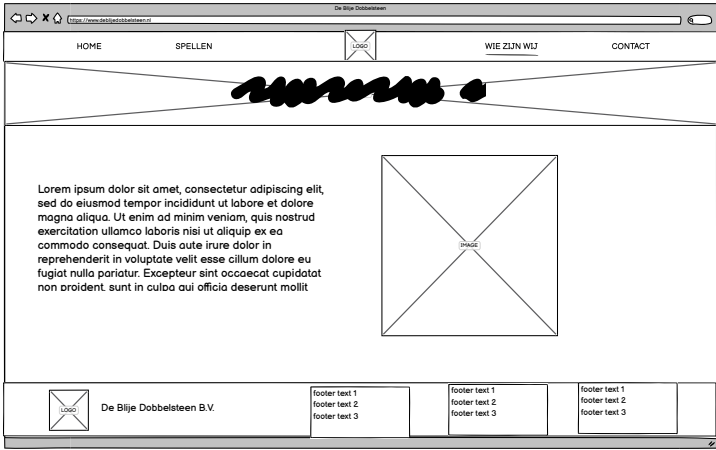 De Blije Dobbelsteen
https://www.deblijedobbelsteen.nl
HOME SPELLEN LOGO WIE ZIJN WIJ CONTACT
Lorem ipsum dolor sit amet, consectetur adipiscing elit,
sed do eiusmod tempor incididunt ut labore et dolore
magna aliqua. Ut enim ad minim veniam, quis nostrud
exercitation ullamco laboris nisi ut aliquip ex ea
commodo consequat. Duis aute irure dolor in
reprehenderit in voluptate velit esse cillum dolore eu
fugiat nulla pariatur. Excepteur sint occaecat cupidatat
non proident, sunt in culpa qui officia deserunt mollit
IMAGE
LOGO
De Blije Dobbelsteen B.V.
footer text 1
footer text 2
footer text 3
footer text 1
footer text 2
footer text 3
footer text 1
footer text 2
footer text 3